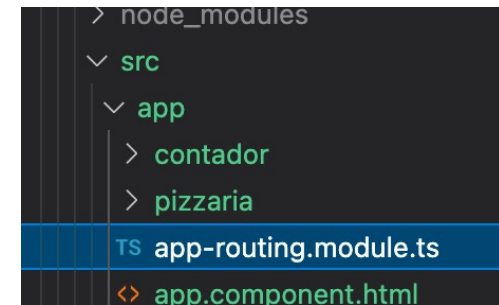 node_modules
src
app
contador
pizzaria
TS app-routing.module.ts
<> app.component.html